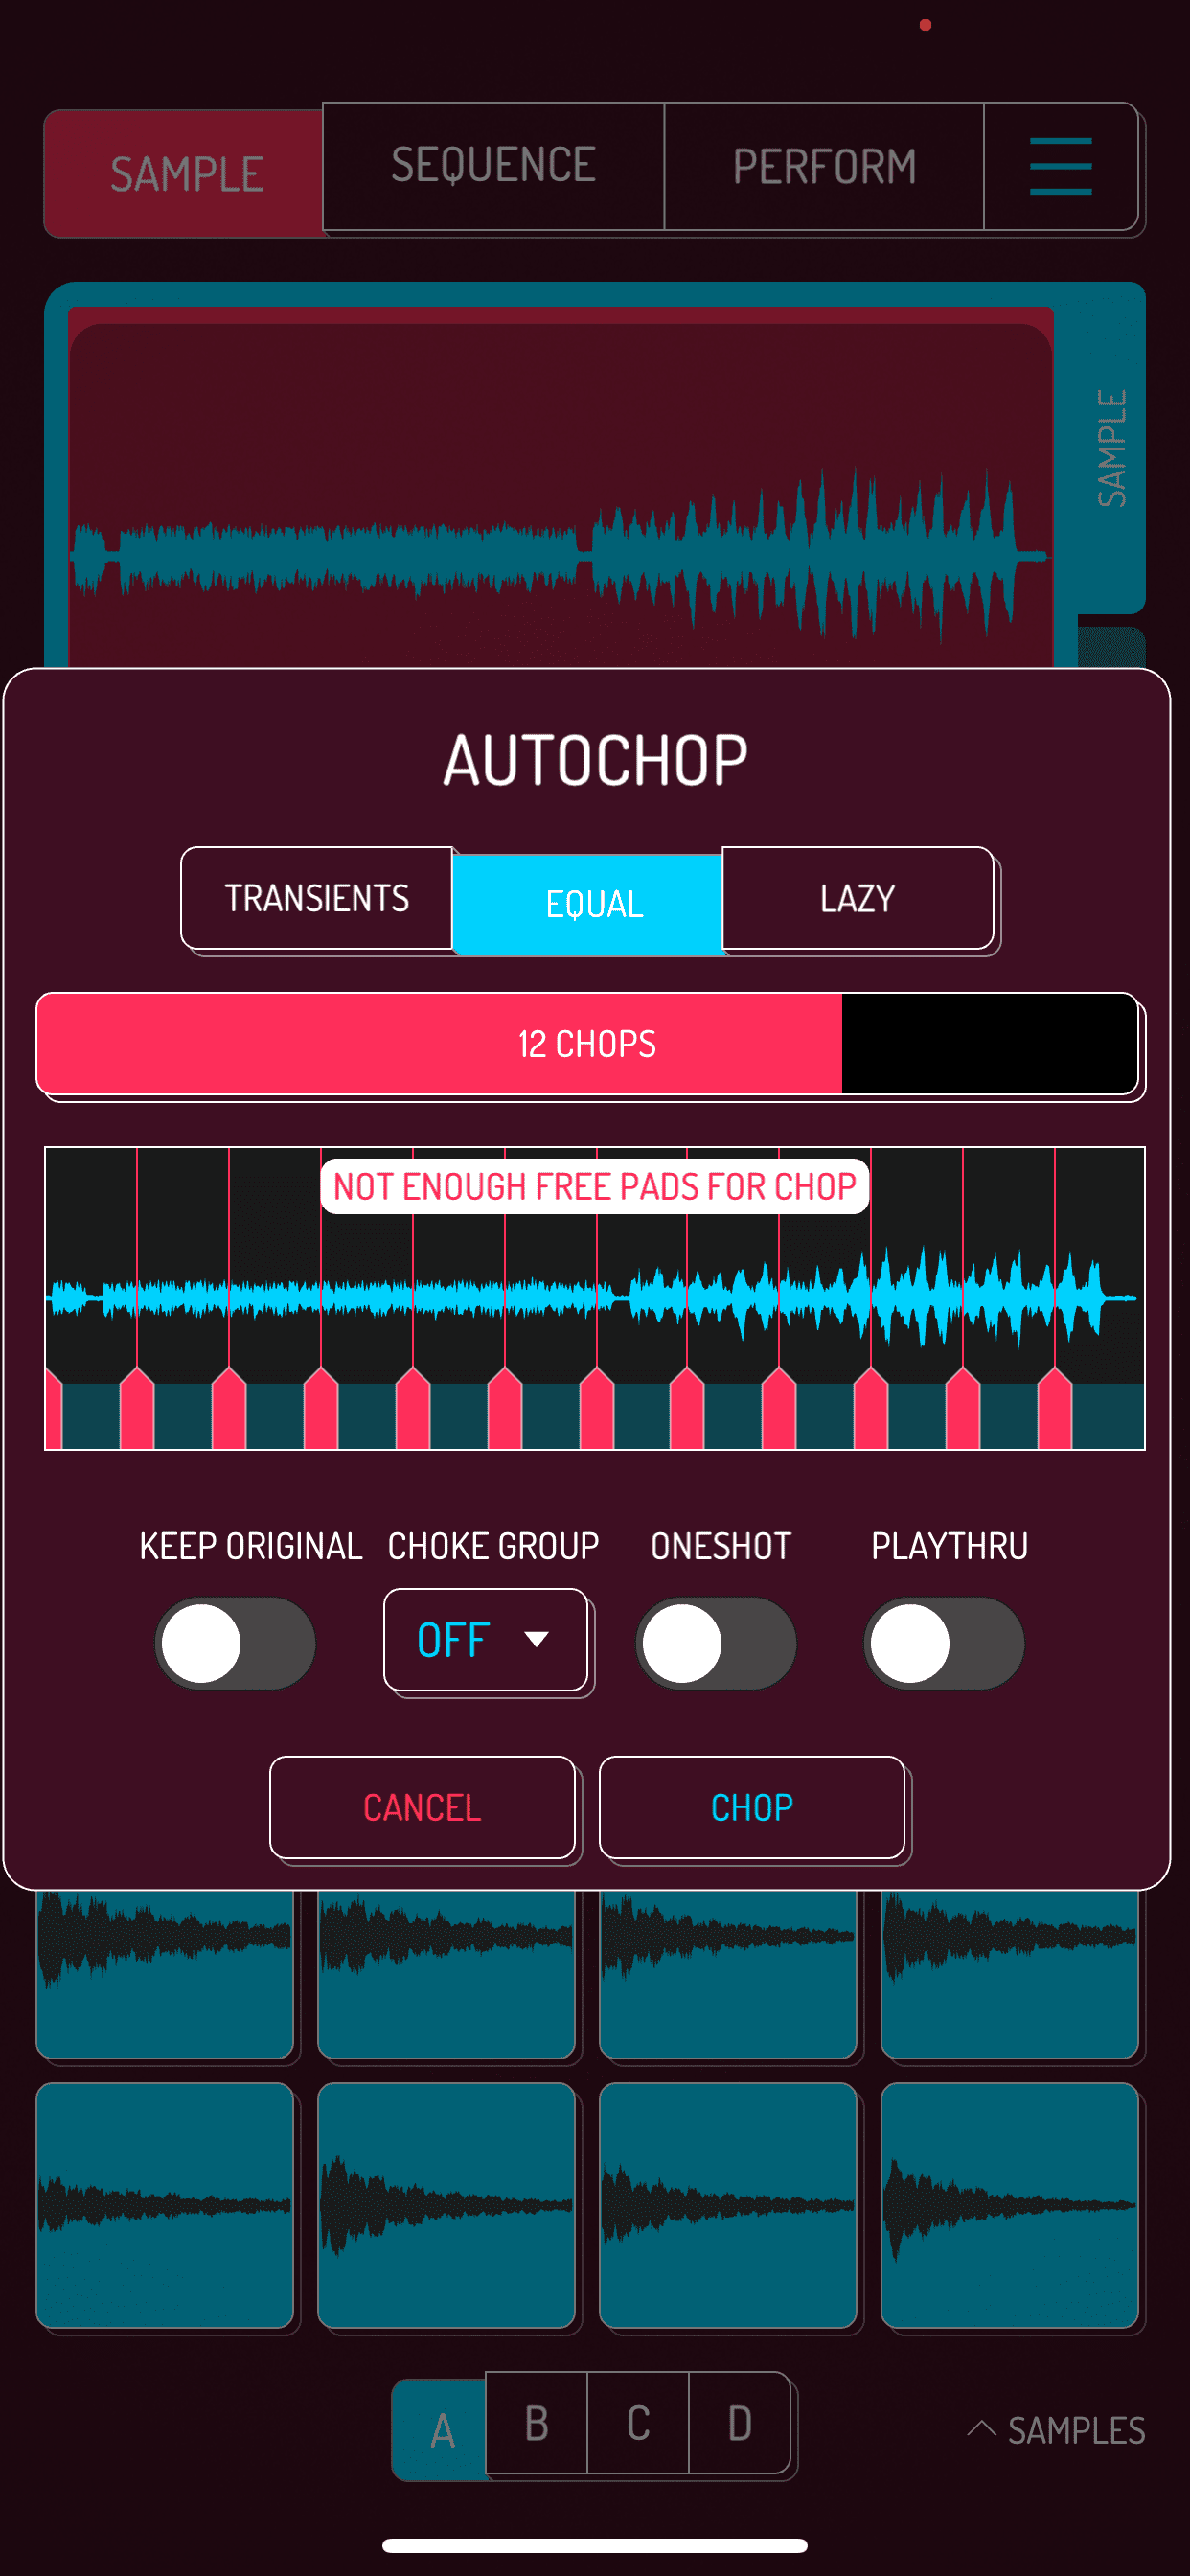 SAMPLE
SEQUENCE
PERFORM
SAMPLE
AUTOCHOP
TRANSIENTS
EQUAL
LAZY
12 CHOPS
NOT ENOUGH FREE PADS FOR CHOP
KEEP ORIGINAL
CHOKE GROUP
ONESHOT
PLAYTHRU
OFF
CANCEL
CHOP
A
B
C
D
SAMPLES